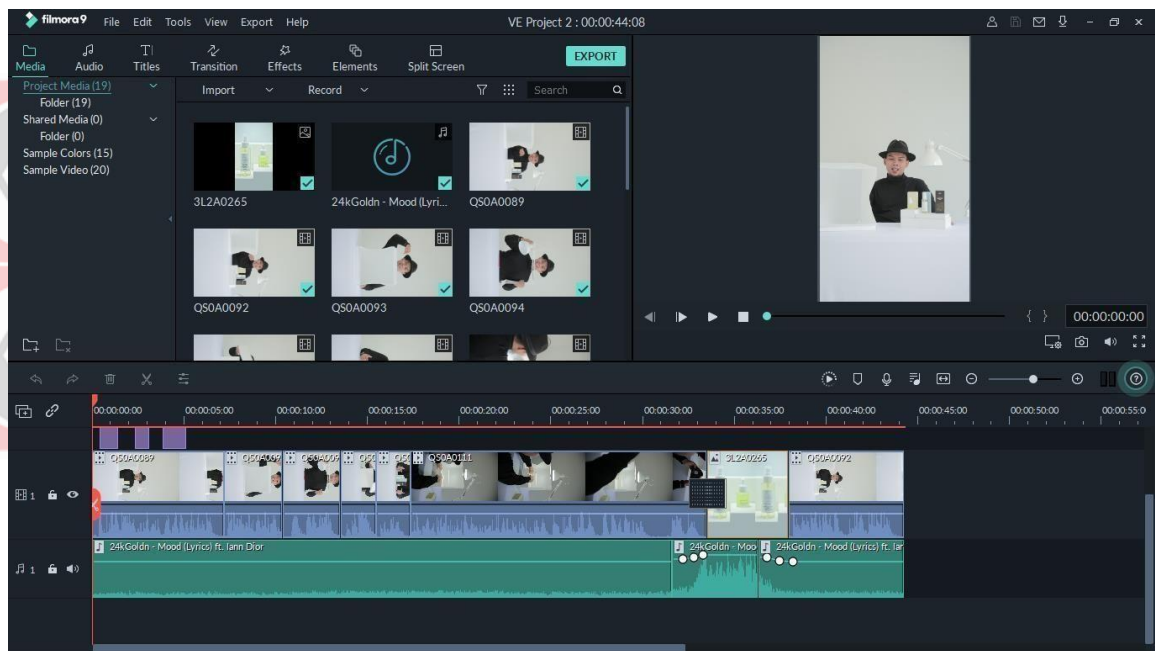 filmora9 File Edit Tools View Export Help VE Project 2 : 00:00:44:08
Media Audio Titles Transition Effects Elements Split Screen EXPORT
Project Media (19) Import Record Search
Folder (19)
Shared Media (0)
Folder (0)
Sample Colors (15)
Sample Video (20)
3L2A0265 24kGoldn - Mood (Lyri... QS0A0089
QS0A0092 QS0A0093 QS0A0094
{ } 00:00:00:00
00:00:00:00 00:00:05:00 00:00:10:00 00:00:15:00 00:00:20:00 00:00:25:00 00:00:30:00 00:00:35:00 00:00:40:00 00:00:45:00 00:00:50:00 00:00:55:0
QS0A0089 QS0A009 QS0A009 QS0 QS0 QS0A0111 3L2A0265 QS0A0092
1
24kGoldn - Mood (Lyrics) ft. Iann Dior 24kGoldn - Moo 24kGoldn - Mood (Lyrics) ft. Iar
1